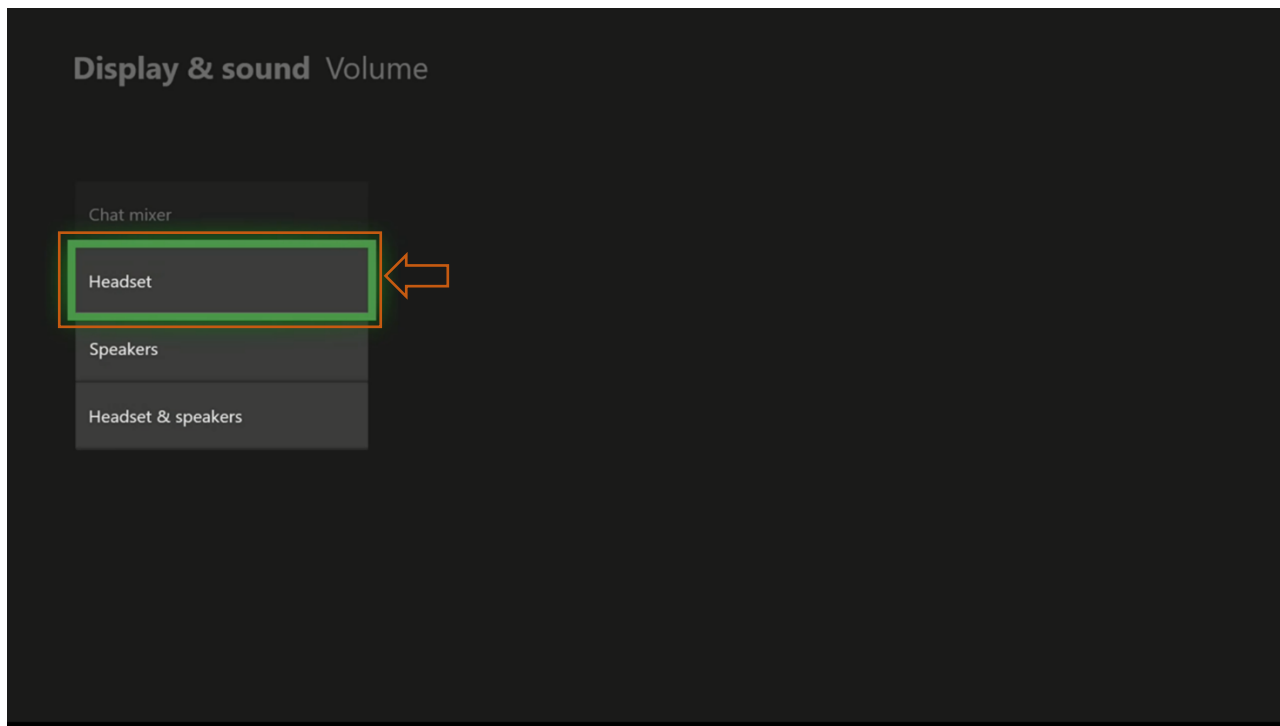 Display & sound Volume
Chat mixer
Headset
Speakers
Headset & speakers